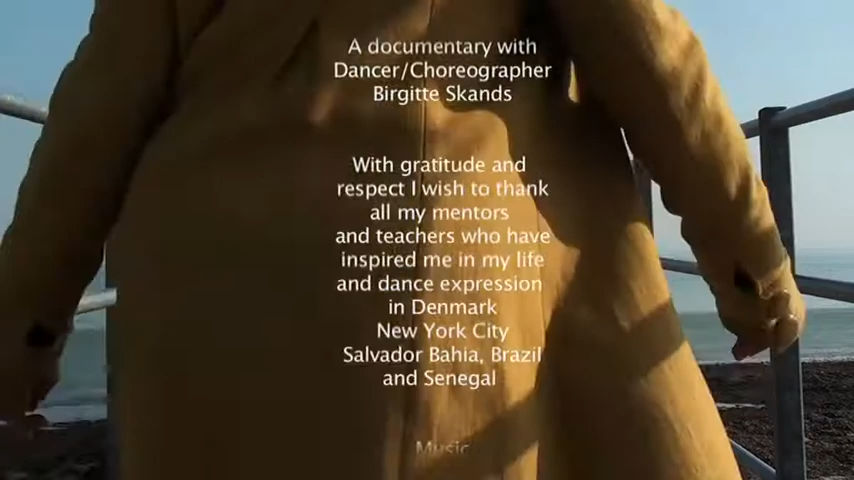 A documentary with
Dancer/Choreographer
Birgitte Skands
With gratitude and
respect I wish to thank
all my mentors
and teachers who have
inspired me in my life
and dance expression
in Denmark
New York City
Salvador Bahia, Brazil
and Senegal
Music